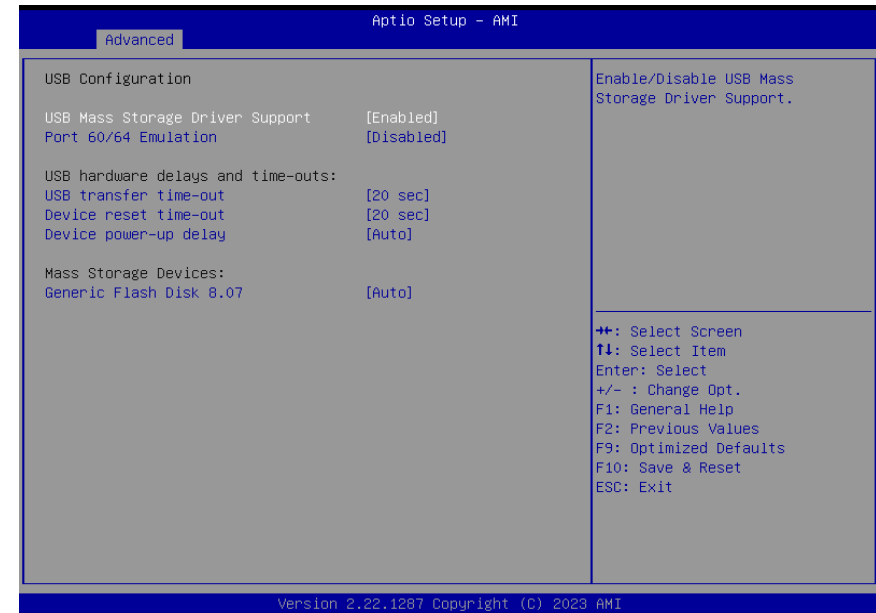 Aptio Setup – AMI
Advanced
USB Configuration
USB Mass Storage Driver Support [Enabled]
Port 60/64 Emulation [Disabled]
USB hardware delays and time-outs:
USB transfer time-out [20 sec]
Device reset time-out [20 sec]
Device power-up delay [Auto]
Mass Storage Devices:
Generic Flash Disk 8.07 [Auto]
Enable/Disable USB Mass
Storage Driver Support.
→←: Select Screen
↑↓: Select Item
Enter: Select
+/- : Change Opt.
F1: General Help
F2: Previous Values
F9: Optimized Defaults
F10: Save & Reset
ESC: Exit
Version 2.22.1287 Copyright (C) 2023 AMI